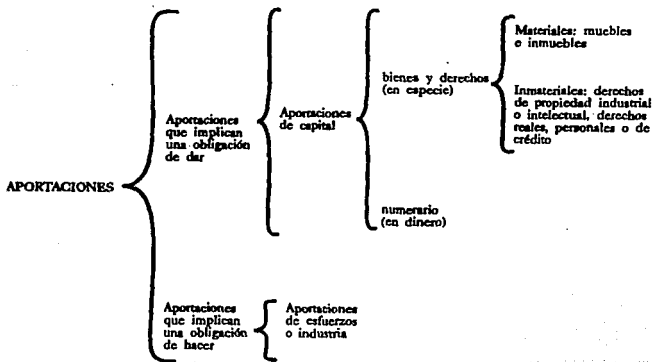 Materiales: muebles
o inmuebles
bienes y derechos
(en especie)
Inmateriales: derechos
de propiedad industrial
o intelectual, derechos
reales, personales o de
crédito
Aportaciones
que implican
una obligación
de dar
Aportaciones
de capital
APORTACIONES
numerario
(en dinero)
Aportaciones
que implican
una obligación
de hacer
Aportaciones
de esfuerzos
o industria